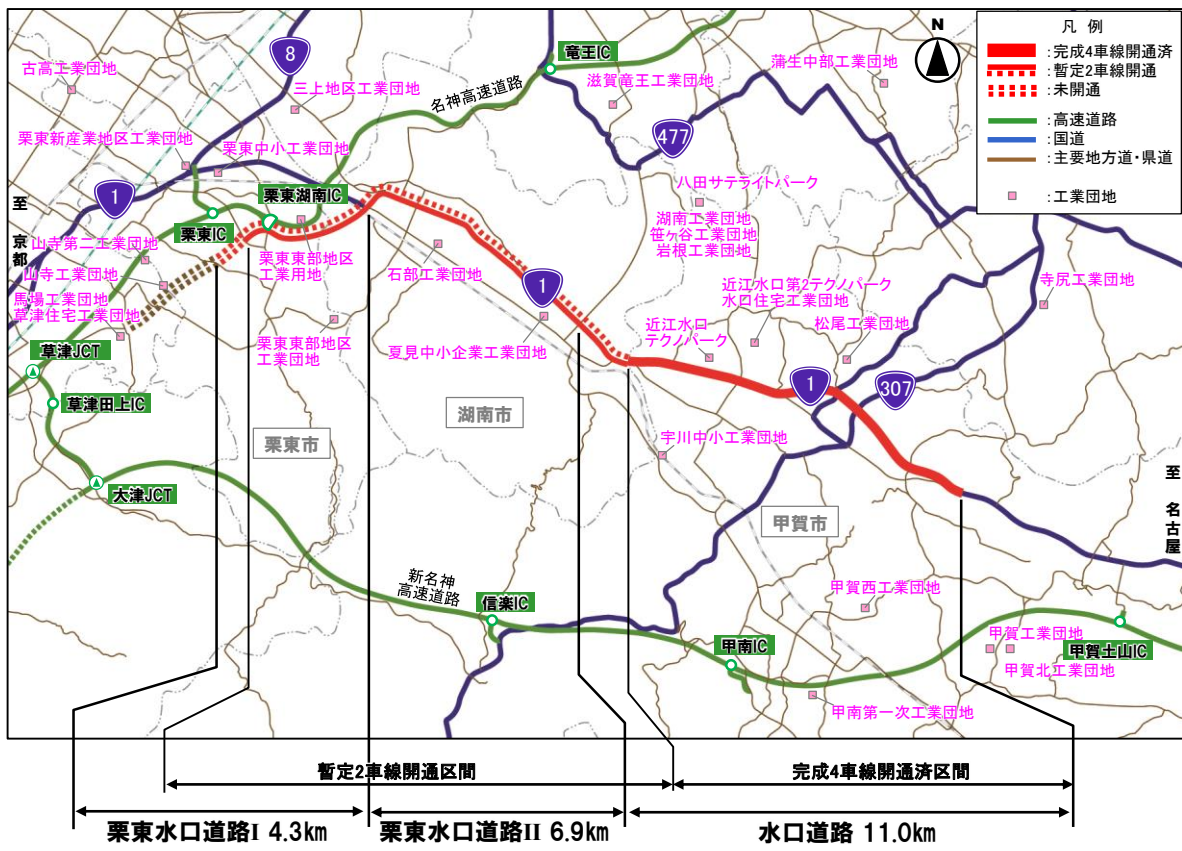 凡 例
:完成4車線開通済
:暫定2車線開通
:未開通
:高速道路
:国道
:主要地方道・県道
:工業団地
N
8
竜王IC
古高工業団地
三上地区工業団地
名神高速道路
滋賀竜王工業団地
蒲生中部工業団地
477
栗東新産業地区工業団地
栗東中小工業団地
1
栗東湖南IC
八田サテライトパーク
至
京都
栗東IC
湖南工業団地
笹ヶ谷工業団地
岩根工業団地
山寺第二工業団地
山寺工業団地
馬場工業団地
草津住宅工業団地
栗東東部地区
工業用地
石部工業団地
1
近江水口第2テクノパーク
水口住宅工業団地
寺尻工業団地
栗東東部地区
工業団地
夏見中小企業工業団地
近江水口
テクノパーク
松尾工業団地
草津JCT
草津田上IC
1
307
湖南市
栗東市
宇川中小工業団地
大津JCT
甲賀市
至
名古屋
新名神
高速道路
信楽IC
甲南IC
甲賀西工業団地
甲賀工業団地
甲賀北工業団地
甲賀土山IC
甲南第一次工業団地
暫定2車線開通区間
完成4車線開通済区間
栗東水口道路I 4.3km
栗東水口道路II 6.9km
水口道路 11.0km